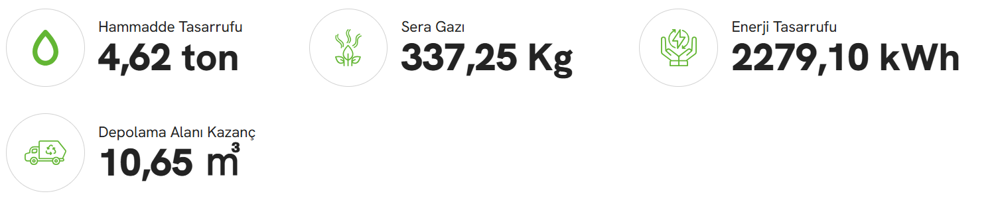 Hammadde Tasarrufu
4,62 ton
Sera Gazı
337,25 Kg
Enerji Tasarrufu
2279,10 kWh
Depolama Alanı Kazanç
10,65 m³